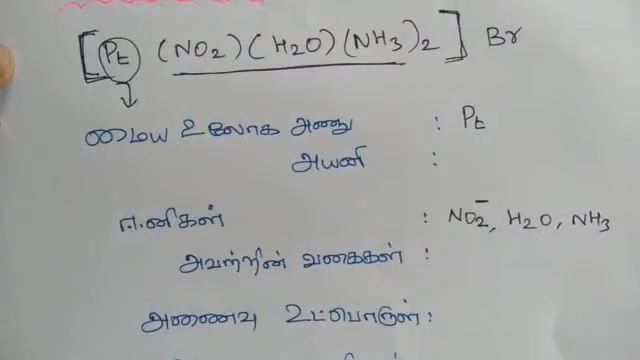 [Pt (NO2)(H2O)(NH3)2] Br
மைய உலோக அணு : Pt
அயனி :
ஈ.னிகள் : NO2⁻, H2O, NH3
அவற்றின் வகைகள் :
அணைவு உட்பொருள் :